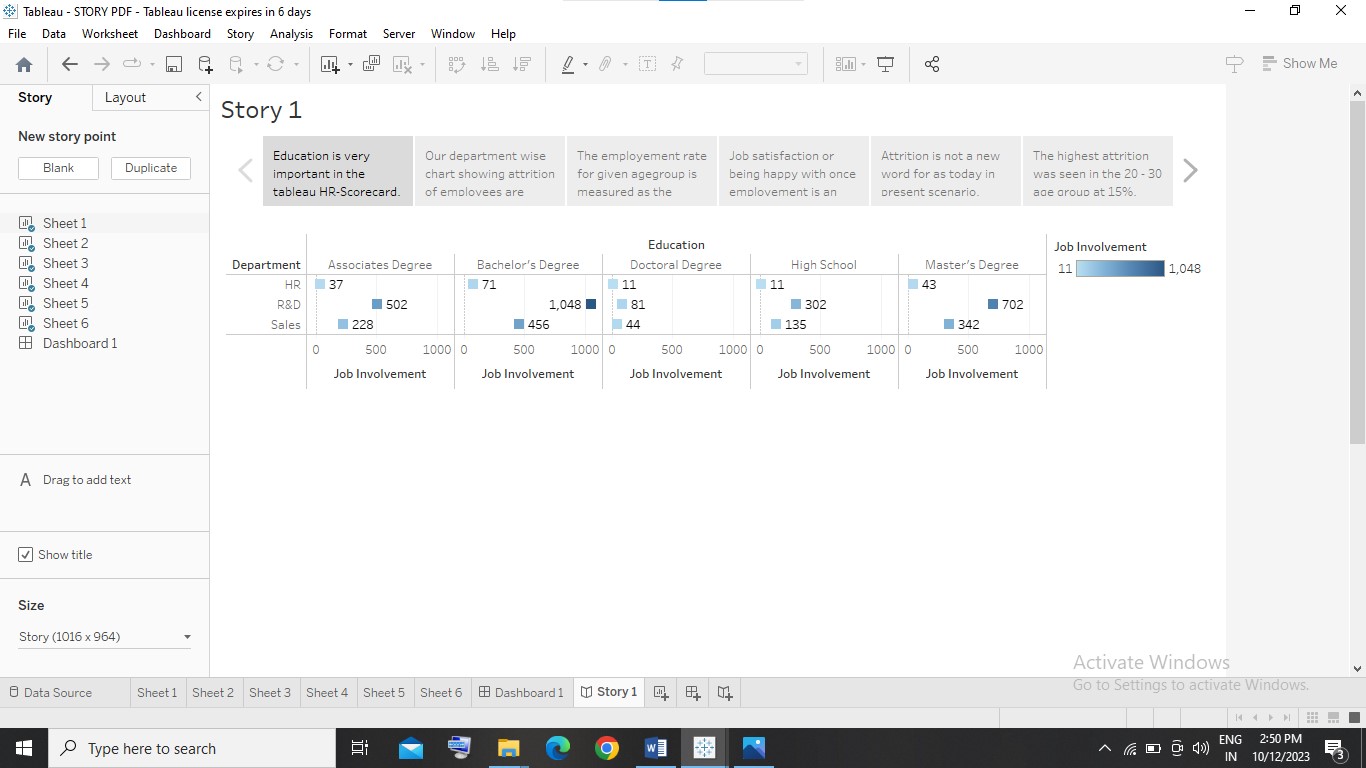 Tableau - STORY PDF - Tableau license expires in 6 days
File Data Worksheet Dashboard Story Analysis Format Server Window Help
Show Me
Story Layout
New story point
Blank Duplicate
Sheet 1
Sheet 2
Sheet 3
Sheet 4
Sheet 5
Sheet 6
Dashboard 1
A Drag to add text
Show title
Size
Story (1016 x 964)
Story 1
Education is very
important in the
tableau HR-Scorecard.
Our department wise
chart showing attrition
of employees are
The employement rate
for given agegroup is
measured as the
Job satisfaction or
being happy with once
employment is an
Attrition is not a new
word for as today in
present scenario.
The highest attrition
was seen in the 20 - 30
age group at 15%.
Education
Department Associates Degree Bachelor's Degree Doctoral Degree High School Master's Degree
HR 37 71 11 11 43
R&D 502 1,048 81 302 702
Sales 228 456 44 135 342
0 500 1000 0 500 1000 0 500 1000 0 500 1000 0 500 1000
Job Involvement Job Involvement Job Involvement Job Involvement Job Involvement
Job Involvement
11 1,048
Activate Windows
Go to Settings to activate Windows.
Data Source Sheet 1 Sheet 2 Sheet 3 Sheet 4 Sheet 5 Sheet 6 Dashboard 1 Story 1
Type here to search
ENG
IN
2:50 PM
10/12/2023
3